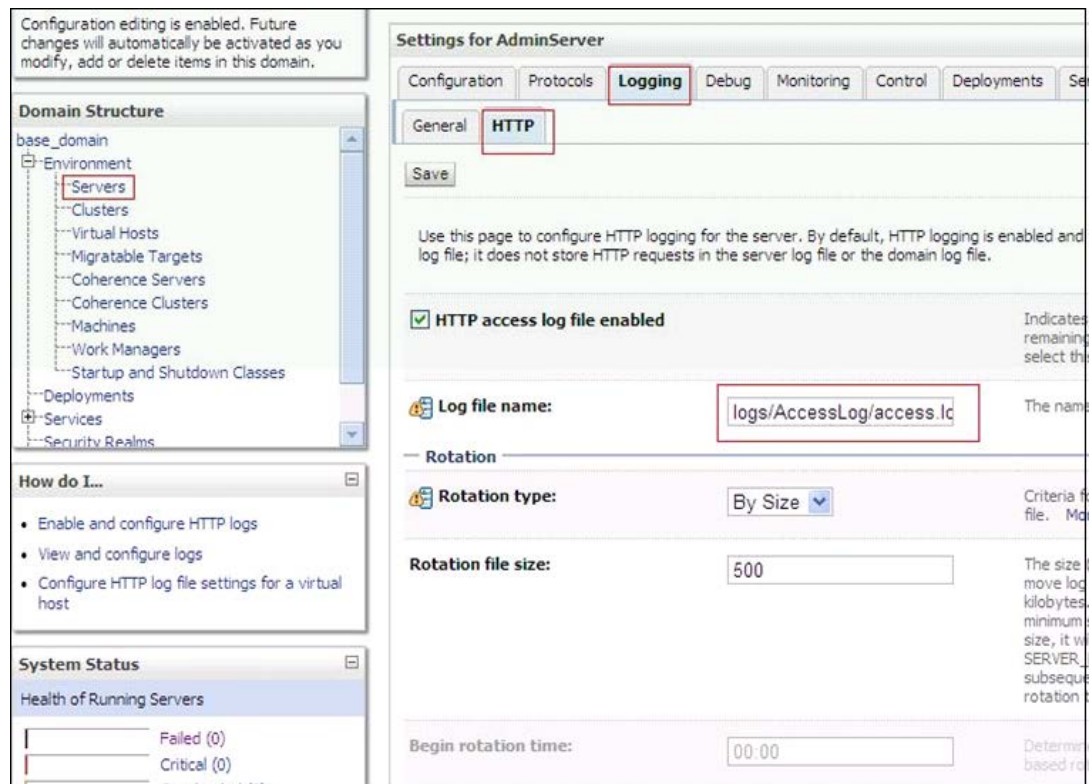 Configuration editing is enabled. Future
changes will automatically be activated as you
modify, add or delete items in this domain.
Domain Structure
base_domain
Environment
Servers
Clusters
Virtual Hosts
Migratable Targets
Coherence Servers
Coherence Clusters
Machines
Work Managers
Startup and Shutdown Classes
Deployments
Services
Security Realms
How do I...
Enable and configure HTTP logs
View and configure logs
Configure HTTP log file settings for a virtual
host
System Status
Health of Running Servers
Failed (0)
Critical (0)
Settings for AdminServer
Configuration Protocols Logging Debug Monitoring Control Deployments Se
General HTTP
Save
Use this page to configure HTTP logging for the server. By default, HTTP logging is enabled and
log file; it does not store HTTP requests in the server log file or the domain log file.
HTTP access log file enabled
Indicates
remaining
select
Log file name:
logs/AccessLog/access.lo
The name
Rotation
Rotation type:
By Size
Criteria
file.
Rotation file size:
500
The size
move log
kilobytes.
minimum
size, it
SERVER_
subseque
rotation
Begin rotation time:
00:00
Determin
based